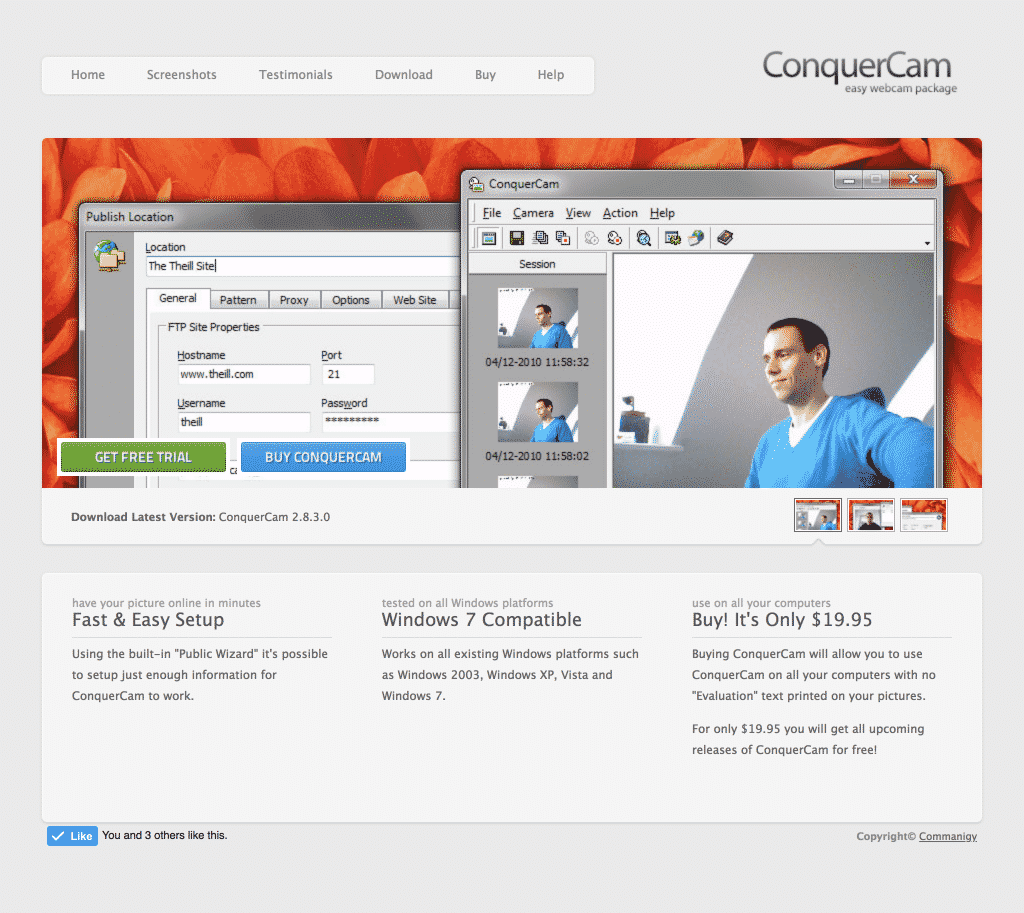 Home Screenshots Testimonials Download Buy Help
ConquerCam
easy webcam package
Publish Location
Location
The Theill Site
General Pattern Proxy Options Web Site
FTP Site Properties
Hostname Port
www.theill.com 21
Username Password
theill *********
ConquerCam
File Camera View Action Help
Session
04/12-2010 11:58:32
04/12-2010 11:58:02
GET FREE TRIAL BUY CONQUERCAM
Download Latest Version: ConquerCam 2.8.3.0
have your picture online in minutes
Fast & Easy Setup
Using the built-in "Public Wizard" it's possible
to setup just enough information for
ConquerCam to work.
tested on all Windows platforms
Windows 7 Compatible
Works on all existing Windows platforms such
as Windows 2003, Windows XP, Vista and
Windows 7.
use on all your computers
Buy! It's Only $19.95
Buying ConquerCam will allow you to use
ConquerCam on all your computers with no
"Evaluation" text printed on your pictures.
For only $19.95 you will get all upcoming
releases of ConquerCam for free!
Like You and 3 others like this.
Copyright© Commanigy